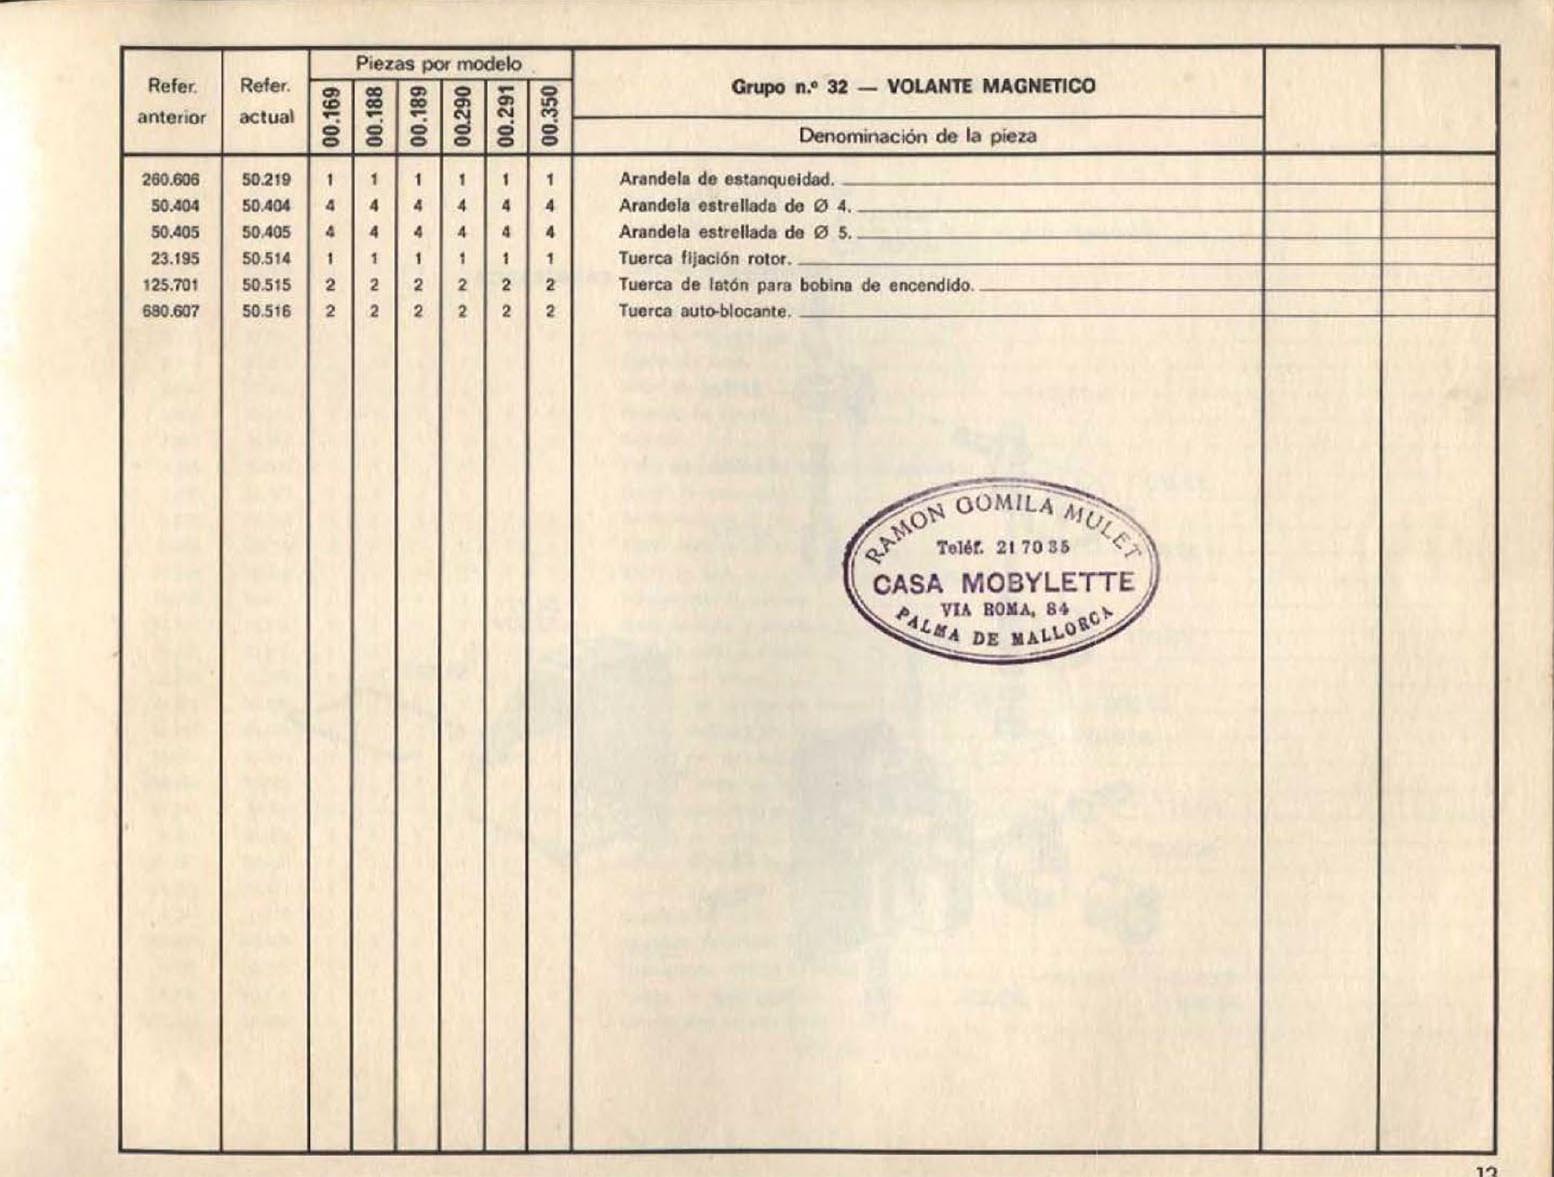 Refer. anterior
Refer. actual
Piezas por modelo
00.169 00.188 00.189 00.290 00.291 00.350
Grupo n.º 32 — VOLANTE MAGNETICO
Denominación de la pieza
260.606 50.219 1 1 1 1 1 1 Arandela de estanqueidad.
50.404 50.404 4 4 4 4 4 4 Arandela estrellada de Ø 4.
50.405 50.405 4 4 4 4 4 4 Arandela estrellada de Ø 5.
23.195 50.514 1 1 1 1 1 1 Tuerca fijación rotor.
125.701 50.515 2 2 2 2 2 2 Tuerca de latón para bobina de encendido.
680.607 50.516 2 2 2 2 2 2 Tuerca auto-blocante.
RAMON GOMILA MULET
Teléf. 21 70 35
CASA MOBYLETTE
VIA ROMA, 84
PALMA DE MALLORCA